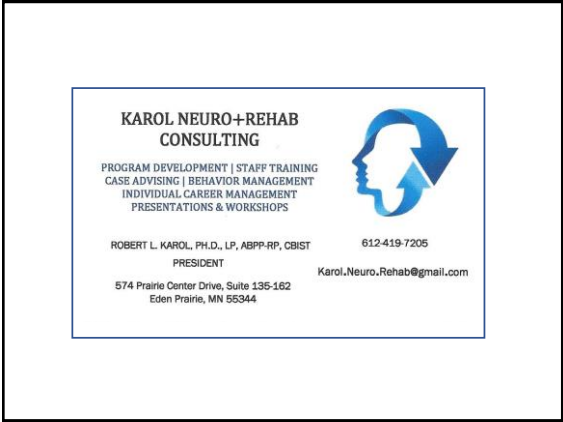 KAROL NEURO+REHAB
CONSULTING
PROGRAM DEVELOPMENT | STAFF TRAINING
CASE ADVISING | BEHAVIOR MANAGEMENT
INDIVIDUAL CAREER MANAGEMENT
PRESENTATIONS & WORKSHOPS
ROBERT L. KAROL, PH.D., LP, ABPP-RP, CBIST
PRESIDENT
574 Prairie Center Drive, Suite 135-162
Eden Prairie, MN 55344
612-419-7205
Karol.Neuro.Rehab@gmail.com